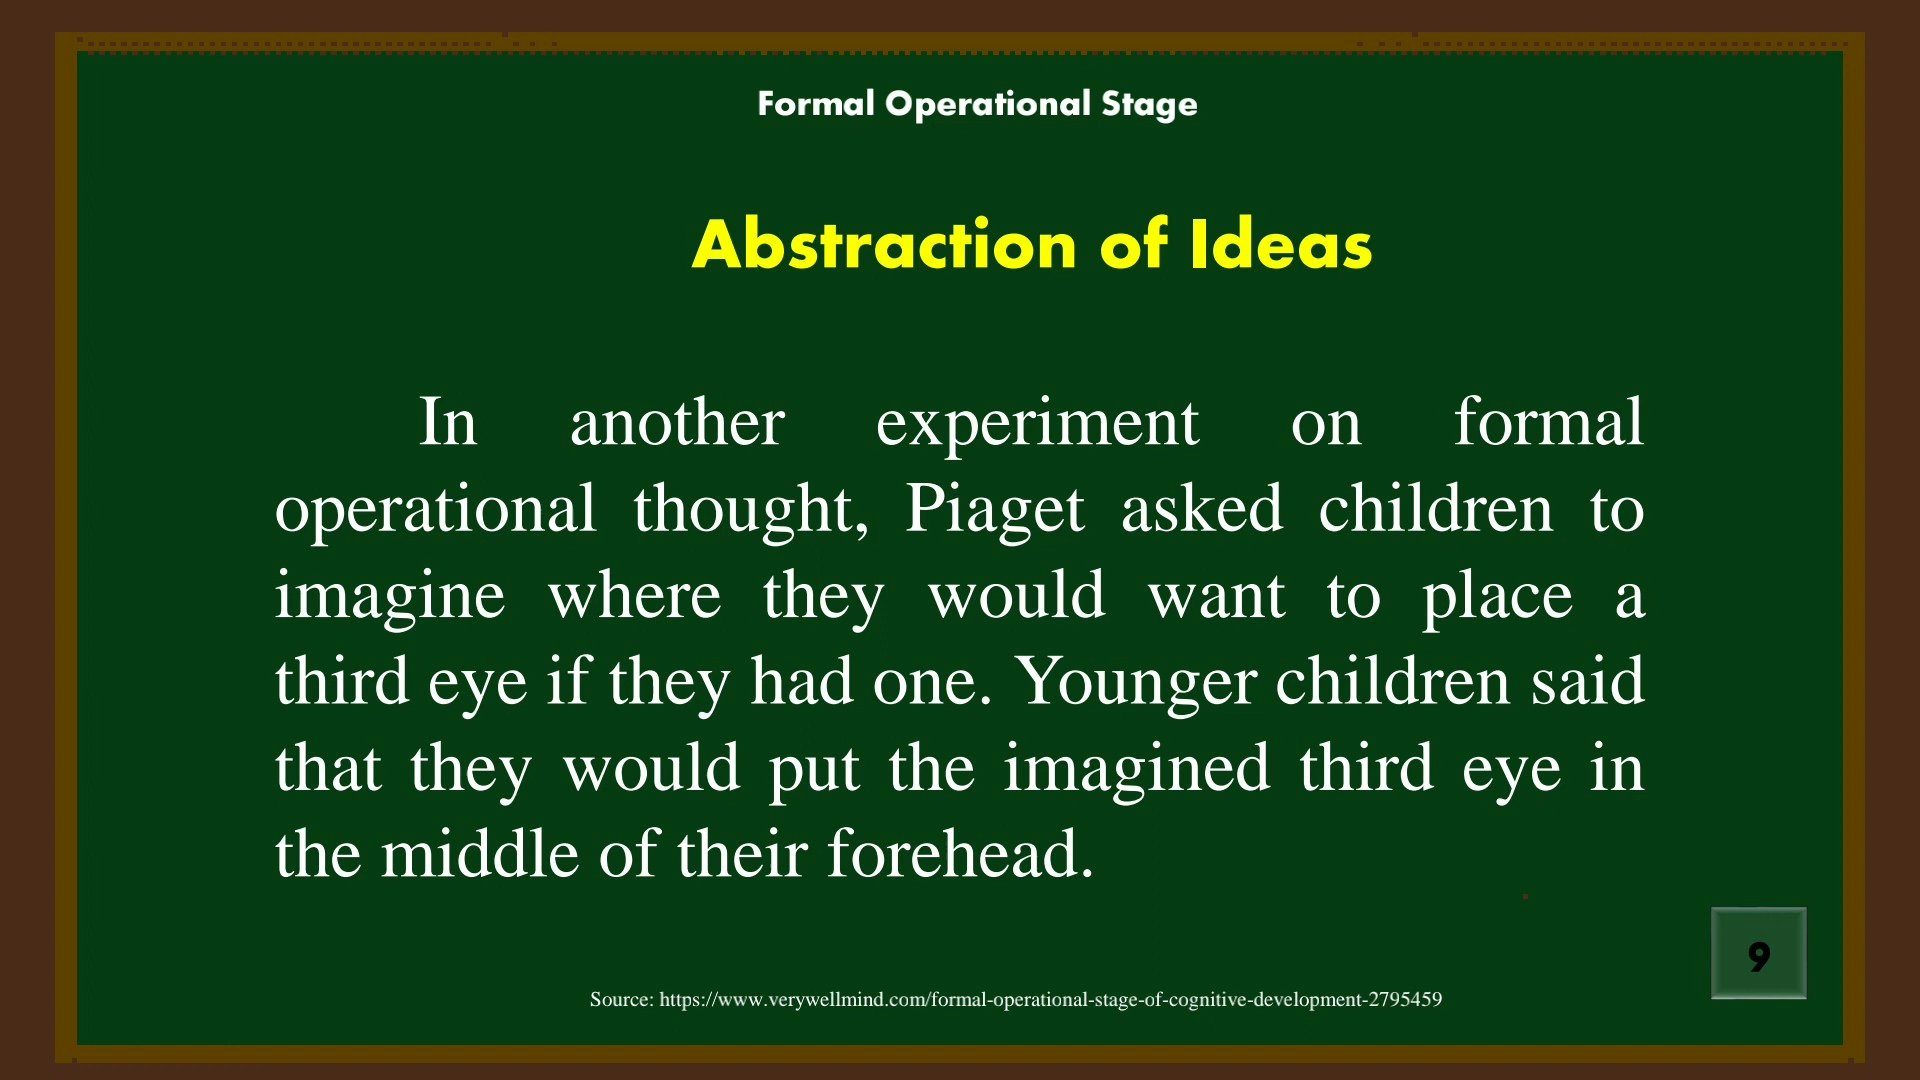 Formal Operational Stage
Abstraction of Ideas
In another experiment on formal
operational thought, Piaget asked children to
imagine where they would want to place a
third eye if they had one. Younger children said
that they would put the imagined third eye in
the middle of their forehead.
9
Source: https://www.verywellmind.com/formal-operational-stage-of-cognitive-development-2795459